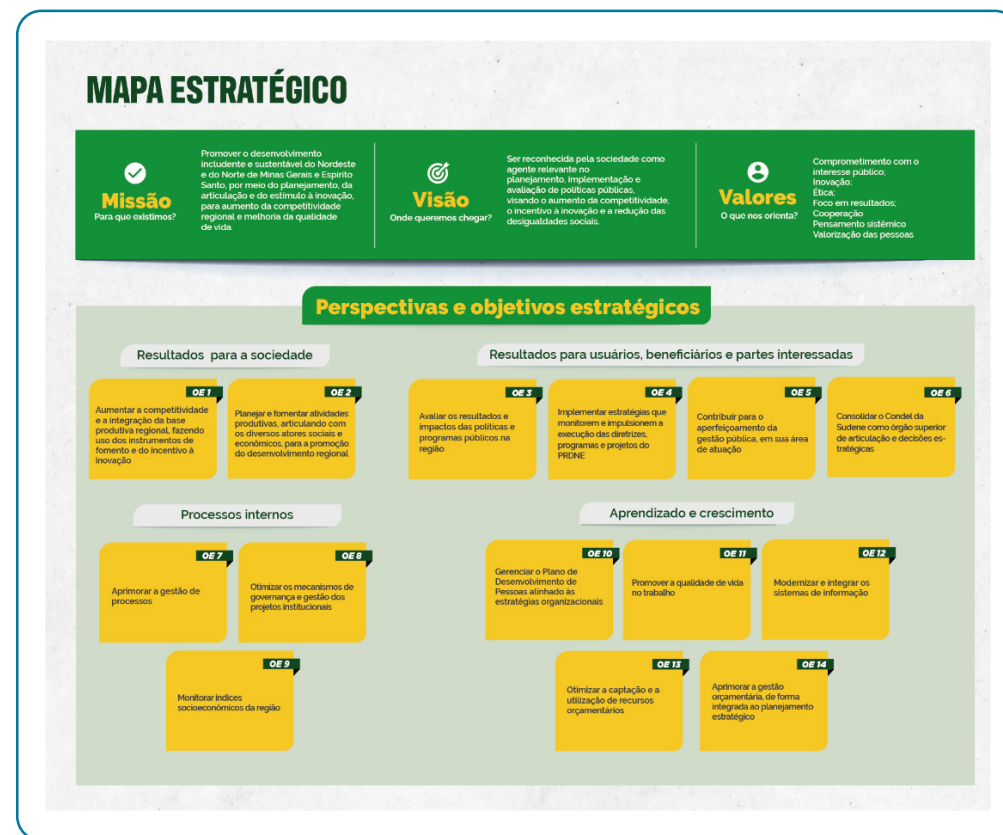 MAPA ESTRATÉGICO
Missão
Para que existimos?
Promover o desenvolvimento
includente e sustentável do Nordeste
e do Norte de Minas Gerais e Espírito
Santo, por meio do planejamento, da
articulação e do estímulo à inovação,
para aumento da competitividade
regional e melhoria da qualidade
de vida.
Visão
Onde queremos chegar?
Ser reconhecida pela sociedade como
agente relevante no
planejamento, implementação e
avaliação de políticas públicas,
visando o aumento da competitividade,
o incentivo à inovação e a redução das
desigualdades sociais.
Valores
O que nos orienta?
Comprometimento com o
interesse público;
Inovação;
Ética;
Foco em resultados;
Cooperação
Pensamento sistêmico
Valorização das pessoas
Perspectivas e objetivos estratégicos
Resultados para a sociedade
OE 1
Aumentar a competitividade
e a integração da base
produtiva regional, fazendo
uso dos instrumentos de
fomento e do incentivo à
inovação
OE 2
Planejar e fomentar atividades
produtivas, articulando com
os diversos atores sociais e
econômicos, para a promoção
do desenvolvimento regional
Resultados para usuários, beneficiários e partes interessadas
OE 3
Avaliar os resultados e
impactos das políticas e
programas públicos na
região
OE 4
Implementar estratégias que
monitorem e impulsionem a
execução das diretrizes,
programas e projetos do
PRDNE
OE 5
Contribuir para o
aperfeiçoamento da
gestão pública, em sua área
de atuação
OE 6
Consolidar o Condel da
Sudene como órgão superior
de articulação e decisões es-
tratégicas
Processos internos
OE 7
Aprimorar a gestão de
processos
OE 8
Otimizar os mecanismos de
governança e gestão dos
projetos institucionais
OE 9
Monitorar índices
socioeconômicos da região
Aprendizado e crescimento
OE 10
Gerenciar o Plano de
Desenvolvimento de
Pessoas alinhado às
estratégias organizacionais
OE 11
Promover a qualidade de vida
no trabalho
OE 12
Modernizar e integrar os
sistemas de informação
OE 13
Otimizar a captação e a
utilização de recursos
orçamentários
OE 14
Aprimorar a gestão
orçamentária, de forma
integrada ao planejamento
estratégico